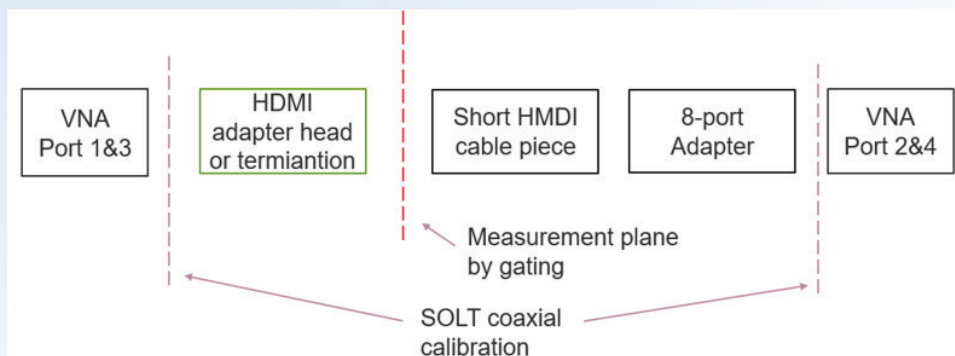 VNA
Port 1&3
HDMI
adapter head
or termiantion
Short HMDI
cable piece
8-port
Adapter
VNA
Port 2&4
Measurement plane
by gating
SOLT coaxial
calibration